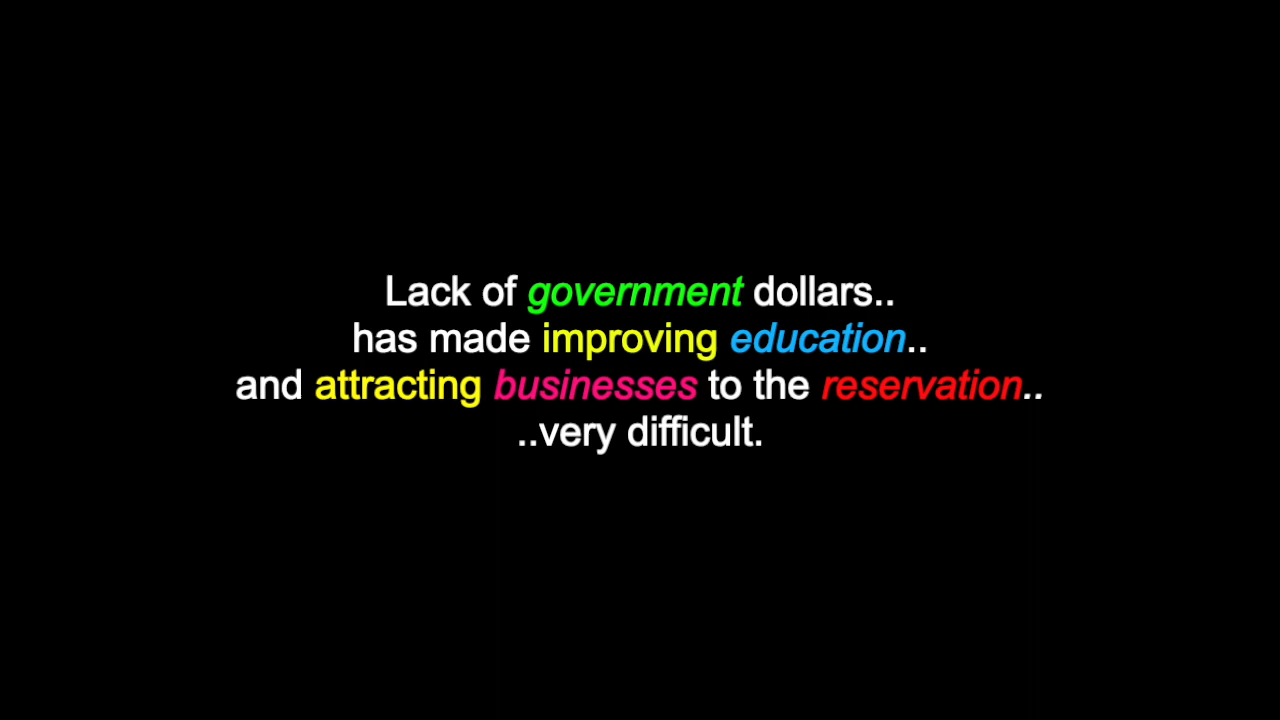 Lack of government dollars..
has made improving education..
and attracting businesses to the reservation..
..very difficult.